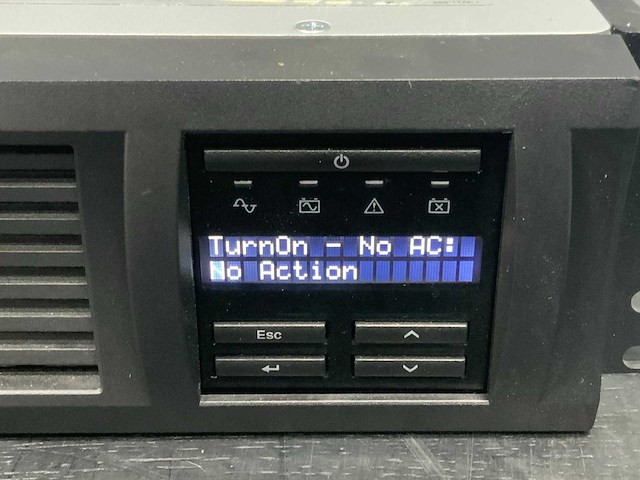 TurnOn - No AC:
No Action
Esc